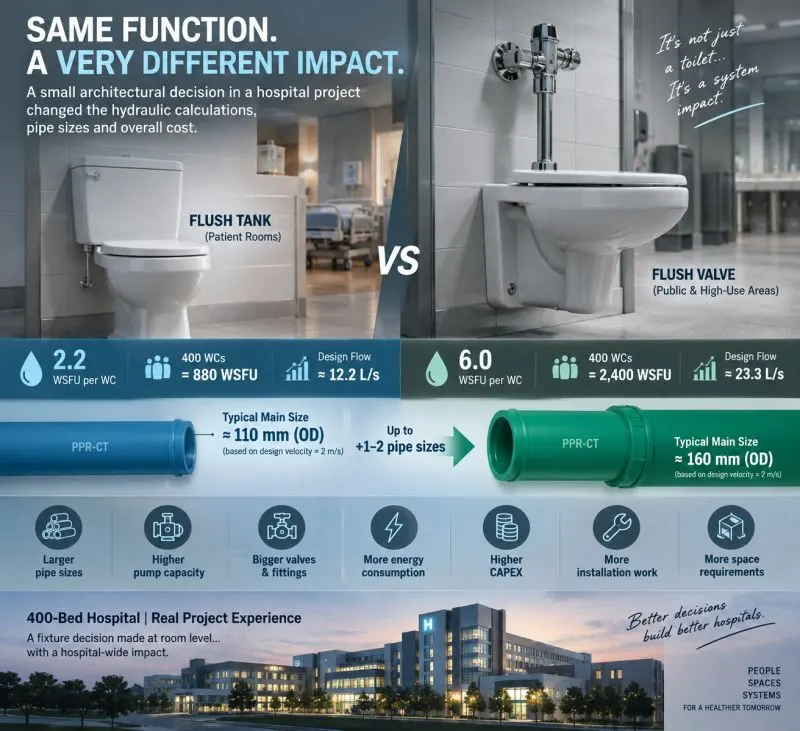 SAME FUNCTION.
A VERY DIFFERENT IMPACT.
A small architectural decision in a hospital project
changed the hydraulic calculations,
pipe sizes and overall cost.
It's not just
a toilet...
It's a system
impact.
FLUSH TANK
(Patient Rooms)
VS
FLUSH VALVE
(Public & High-Use Areas)
2.2
WSFU per WC
400 WCs
= 880 WSFU
Design Flow
≈ 12.2 L/s
6.0
WSFU per WC
400 WCs
= 2,400 WSFU
Design Flow
≈ 23.3 L/s
PPR-CT
Typical Main Size
≈ 110 mm (OD)
(based on design velocity ≈ 2 m/s)
Up to
+1–2 pipe sizes
PPR-CT
Typical Main Size
≈ 160 mm (OD)
(based on design velocity ≈ 2 m/s)
Larger
pipe sizes
Higher
pump capacity
Bigger valves
& fittings
More energy
consumption
Higher
CAPEX
More
installation work
More space
requirements
400-Bed Hospital | Real Project Experience
A fixture decision made at room level...
with a hospital-wide impact.
H
Better decisions
build better hospitals.
PEOPLE
SPACES
SYSTEMS
FOR A HEALTHIER TOMORROW